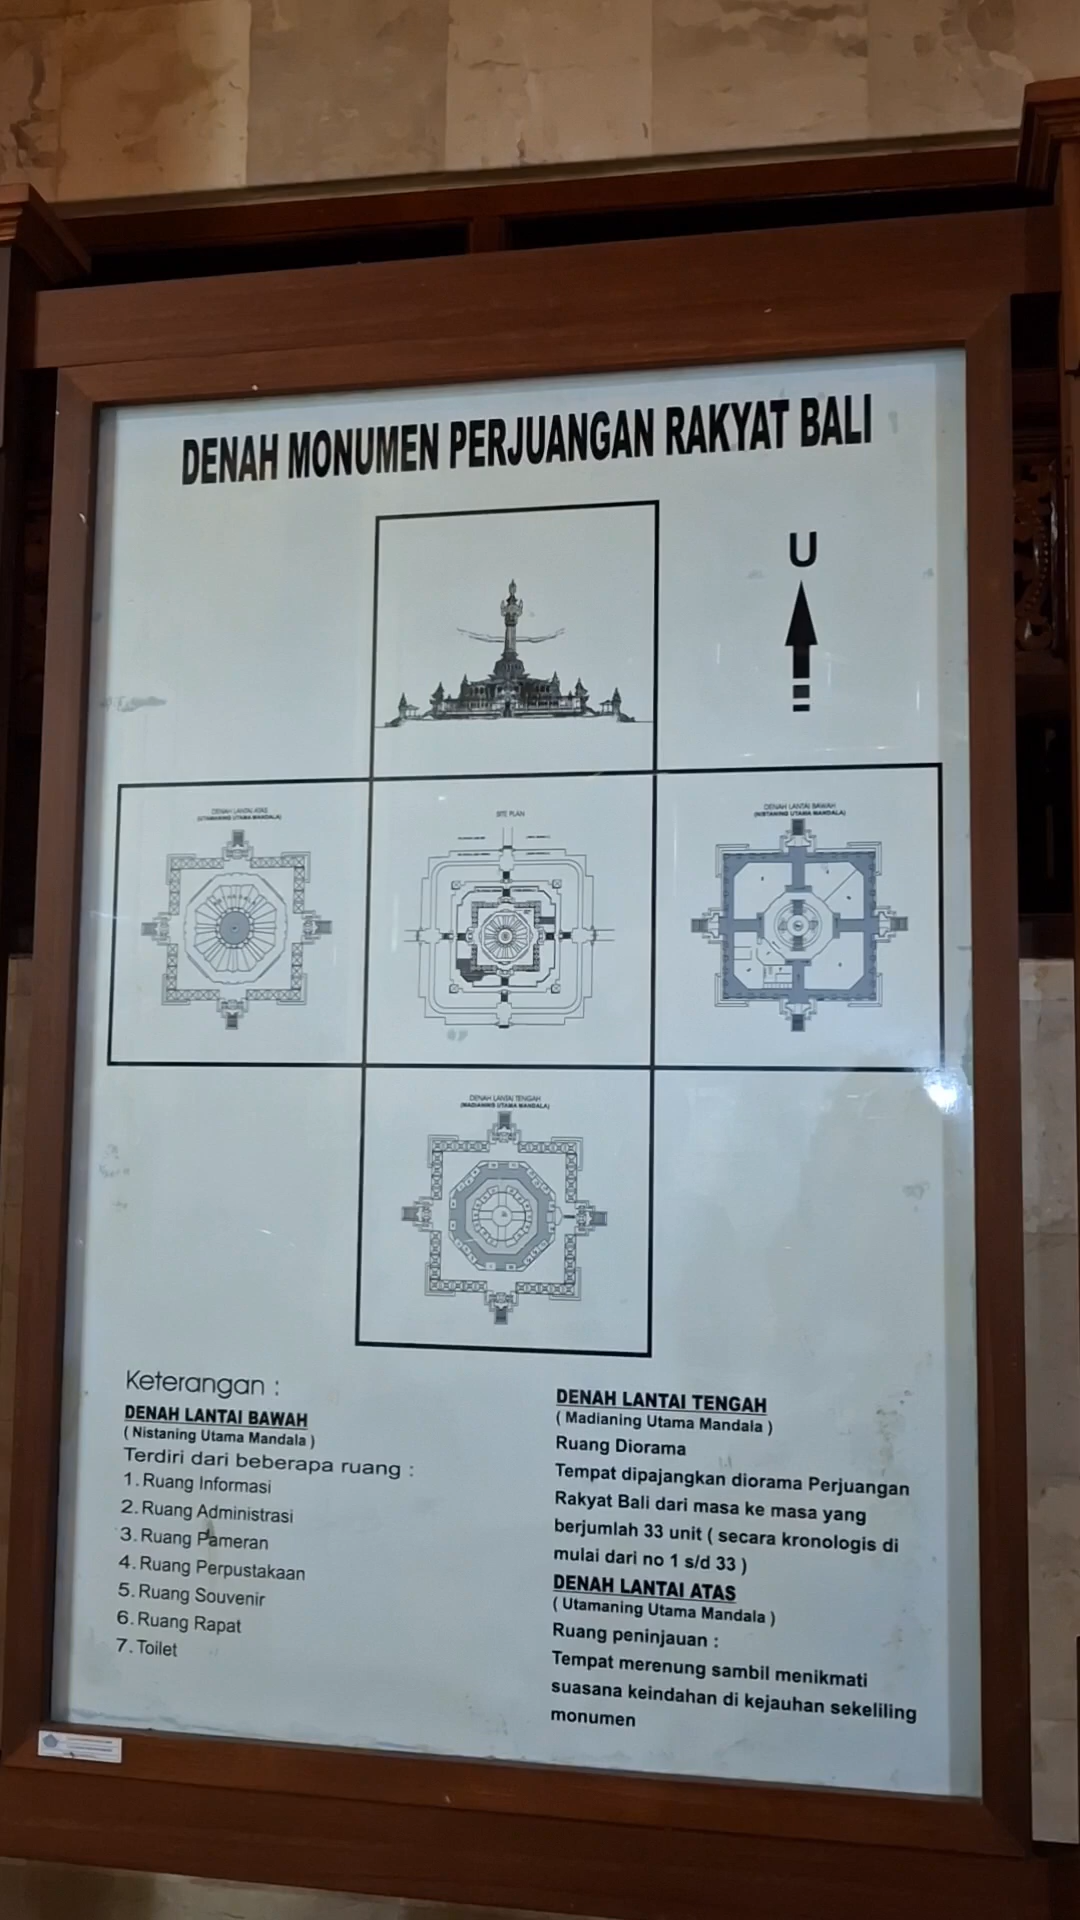 DENAH MONUMEN PERJUANGAN RAKYAT BALI
U
DENAH LANTAI ATAS
(UTAMANING UTAMA MANDALA)
SITE PLAN
DENAH LANTAI BAWAH
(NISTANING UTAMA MANDALA)
DENAH LANTAI TENGAH
(MADIANING UTAMA MANDALA)
Keterangan :
DENAH LANTAI BAWAH
( Nistaning Utama Mandala )
Terdiri dari beberapa ruang :
1. Ruang Informasi
2. Ruang Administrasi
3. Ruang Pameran
4. Ruang Perpustakaan
5. Ruang Souvenir
6. Ruang Rapat
7. Toilet
DENAH LANTAI TENGAH
( Madianing Utama Mandala )
Ruang Diorama
Tempat dipajangkan diorama Perjuangan
Rakyat Bali dari masa ke masa yang
berjumlah 33 unit ( secara kronologis di
mulai dari no 1 s/d 33 )
DENAH LANTAI ATAS
( Utamaning Utama Mandala )
Ruang peninjauan :
Tempat merenung sambil menikmati
suasana keindahan di kejauhan sekeliling
monumen